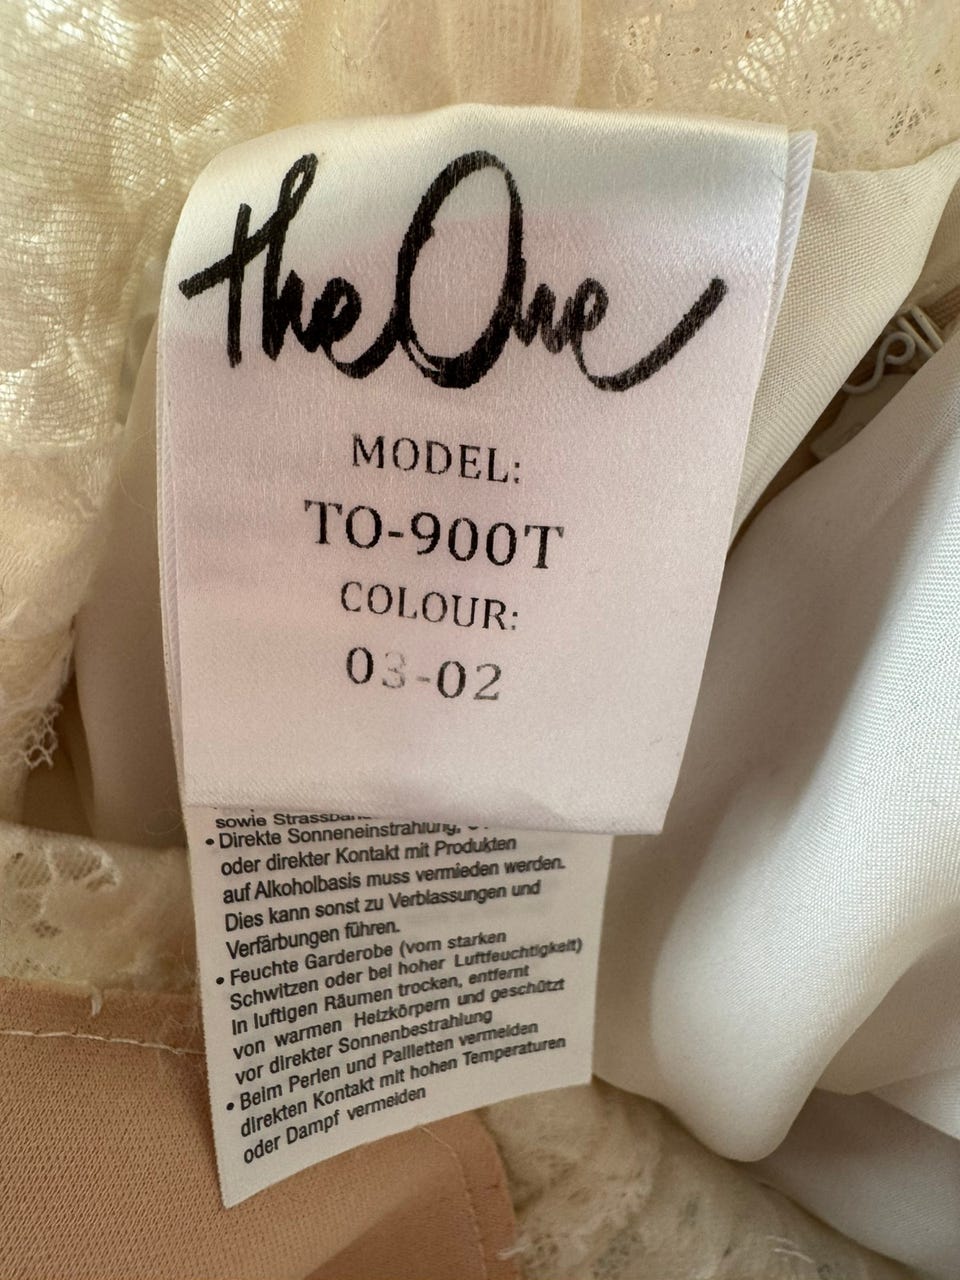 the One
MODEL:
TO-900T
COLOUR:
03-02
sowie
• Direkte Sonneneinstrahlung,
oder direkter Kontakt mit Produkten
auf Alkoholbasis muss vermieden werden.
Dies kann sonst zu Verblassungen und
Verfärbungen führen.
• Feuchte Garderobe (vom starken
Schwitzen oder bei hoher Luftfeuchtigkeit)
in luftigen Räumen trocken, entfernt
von warmen Heizkörpern und geschützt
vor direkter Sonnenbestrahlung
• Beim Perlen und Pailletten vermeiden
direkten Kontakt mit hohen Temperaturen
oder Dampf vermeiden